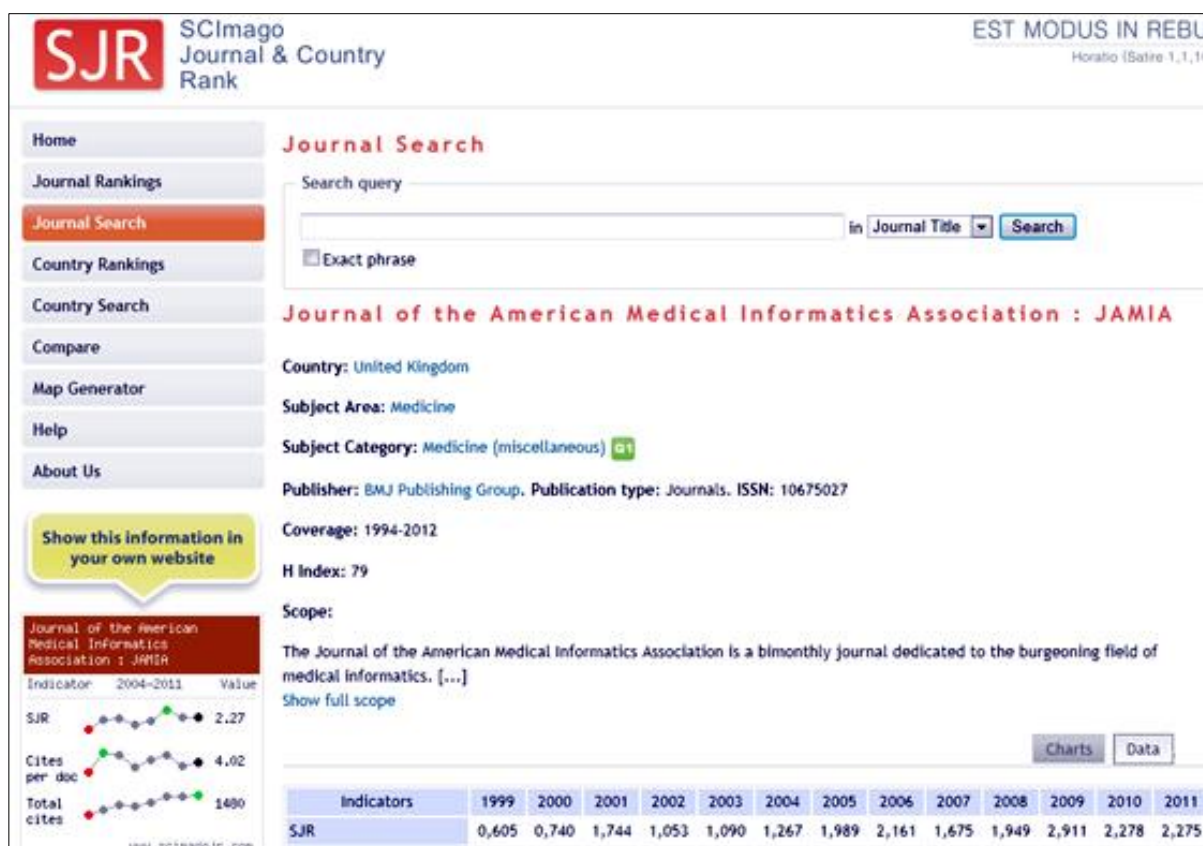 SJR
SCImago
Journal & Country
Rank
EST MODUS IN REBU
Horatio (Satire 1,1,1
Home
Journal Rankings
Journal Search
Country Rankings
Country Search
Compare
Map Generator
Help
About Us
Show this information in
your own website
Journal of the American
Medical Informatics
Association : JAMIA
Indicator 2004-2011 Value
SJR 2.27
Cites
per doc 4.02
Total
cites 1480
Journal Search
Search query
in Journal Title Search
Exact phrase
Journal of the American Medical Informatics Association : JAMIA
Country: United Kingdom
Subject Area: Medicine
Subject Category: Medicine (miscellaneous) Q1
Publisher: BMJ Publishing Group. Publication type: Journals. ISSN: 10675027
Coverage: 1994-2012
H Index: 79
Scope:
The Journal of the American Medical Informatics Association is a bimonthly journal dedicated to the burgeoning field of
medical informatics. [...]
Show full scope
Charts Data
Indicators 1999 2000 2001 2002 2003 2004 2005 2006 2007 2008 2009 2010 2011
SJR 0,605 0,740 1,744 1,053 1,090 1,267 1,989 2,161 1,675 1,949 2,911 2,278 2,275